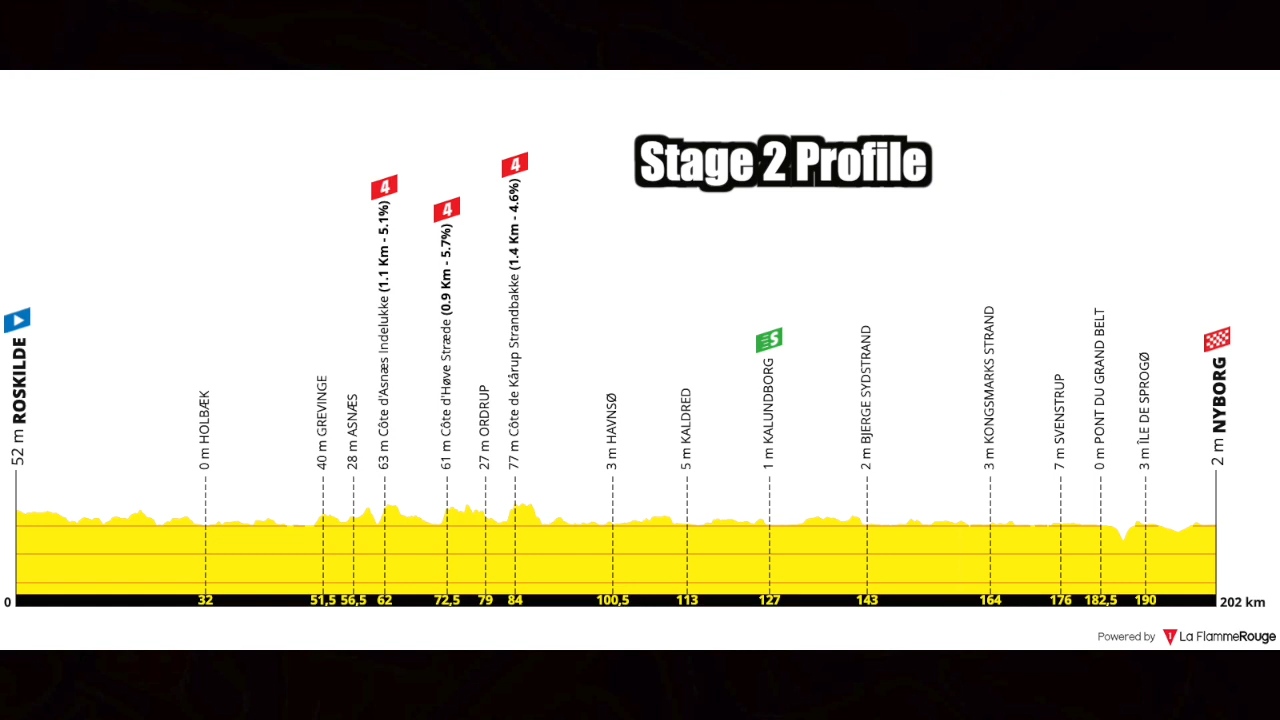 Stage 2 Profile
52 m ROSKILDE
0 m HOLBÆK
40 m GREVINGE
28 m ASNÆS
4
63 m Côte d'Asnæs Indelukke (1.1 Km - 5.1%)
4
61 m Côte d'Høve Stræde (0.9 Km - 5.7%)
27 m ORDRUP
4
77 m Côte de Kårup Strandbakke (1.4 Km - 4.6%)
3 m HAVNSØ
5 m KALDRED
S
1 m KALUNDBORG
2 m BJERGE SYDSTRAND
3 m KONGSMARKS STRAND
7 m SVENSTRUP
0 m PONT DU GRAND BELT
3 m ÎLE DE SPROGØ
2 m NYBORG
0 32 51,5 56,5 62 72,5 79 84 100,5 113 127 143 164 176 182,5 190 202 km
Powered by La FlammeRouge